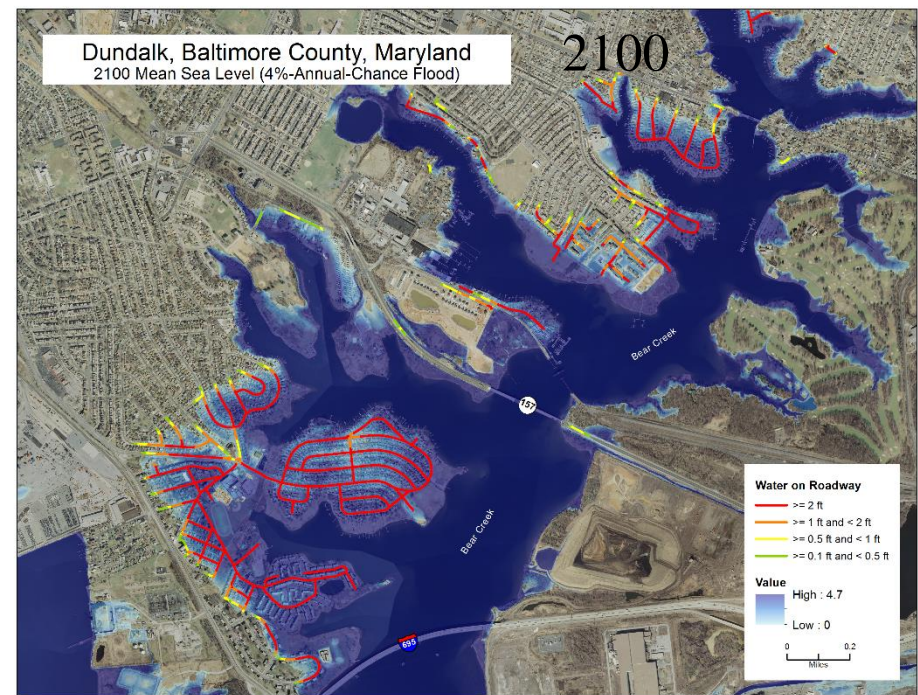 Dundalk, Baltimore County, Maryland
2100 Mean Sea Level (4%-Annual-Chance Flood)
2100
Bear Creek
157
Bear Creek
695
Water on Roadway
>= 2 ft
>= 1 ft and < 2 ft
>= 0.5 ft and < 1 ft
>= 0.1 ft and < 0.5 ft
Value
High : 4.7
Low : 0
0 0.2
Miles